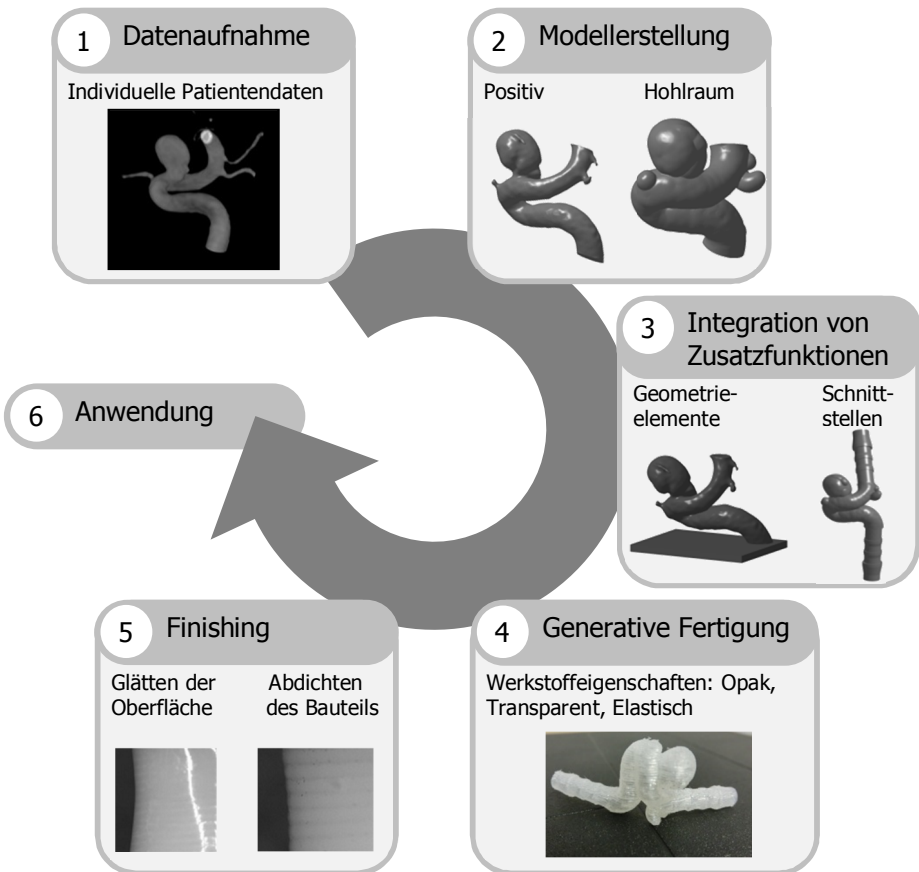 1 Datenaufnahme
Individuelle Patientendaten
2 Modellerstellung
Positiv Hohlraum
3 Integration von
Zusatzfunktionen
Geometrie-
elemente
Schnitt-
stellen
4 Generative Fertigung
Werkstoffeigenschaften: Opak,
Transparent, Elastisch
5 Finishing
Glätten der
Oberfläche
Abdichten
des Bauteils
6 Anwendung